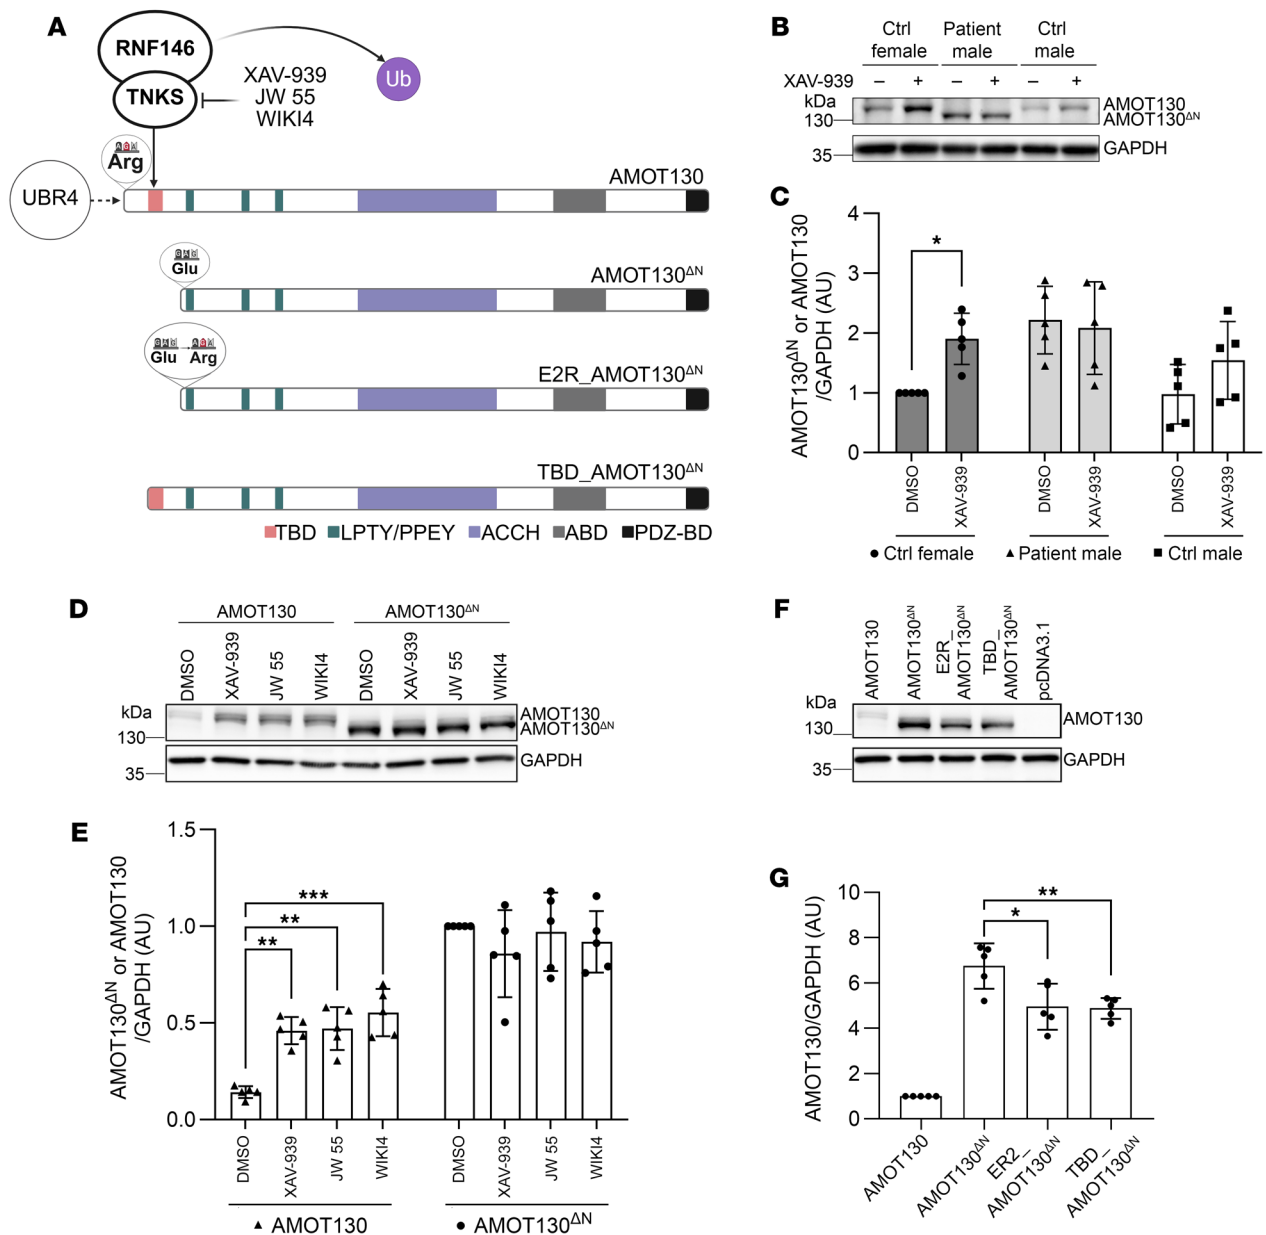 A
RNF146
TNKS
XAV-939
JW 55
WIKI4
Ub
AGA
Arg
UBR4
AMOT130
GAG
Glu
AMOT130ΔN
GAG → AGA
Glu Arg
E2R_AMOT130ΔN
TBD_AMOT130ΔN
TBD LPTY/PPEY ACCH ABD PDZ-BD
B
Ctrl female Patient male Ctrl male
XAV-939 – + – + – +
kDa
130
AMOT130
AMOT130ΔN
35
GAPDH
C
AMOT130ΔN or AMOT130
/GAPDH (AU)
4
3
2
1
0
*
DMSO XAV-939 DMSO XAV-939 DMSO XAV-939
Ctrl female Patient male Ctrl male
D
AMOT130 AMOT130ΔN
DMSO XAV-939 JW 55 WIKI4 DMSO XAV-939 JW 55 WIKI4
kDa
130
AMOT130
AMOT130ΔN
35
GAPDH
E
AMOT130ΔN or AMOT130
/GAPDH (AU)
1.5
1.0
0.5
0.0
***
**
**
DMSO XAV-939 JW 55 WIKI4 DMSO XAV-939 JW 55 WIKI4
AMOT130 AMOT130ΔN
F
AMOT130 AMOT130ΔN E2R_AMOT130ΔN TBD_AMOT130ΔN pcDNA3.1
kDa
130
AMOT130
35
GAPDH
G
AMOT130/GAPDH (AU)
10
8
6
4
2
0
**
*
AMOT130
AMOT130ΔN
ER2_
AMOT130ΔN
TBD_
AMOT130ΔN